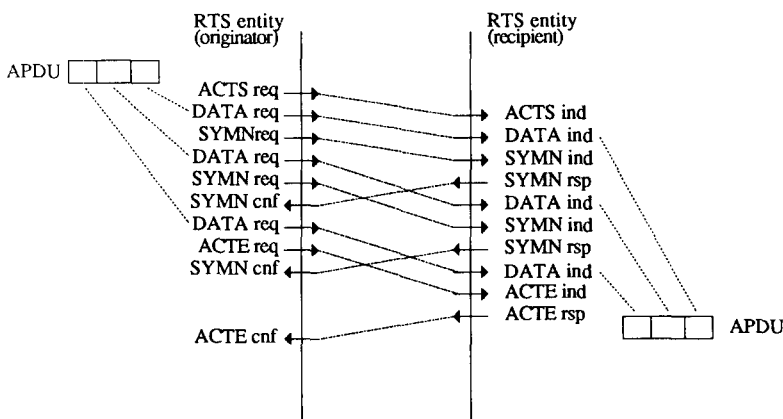 RTS entity
(originator)
RTS entity
(recipient)
APDU
ACTS req
DATA req
SYMNreq
DATA req
SYMN req
SYMN cnf
DATA req
ACTE req
SYMN cnf
ACTE cnf
ACTS ind
DATA ind
SYMN ind
SYMN rsp
DATA ind
SYMN ind
SYMN rsp
DATA ind
ACTE ind
ACTE rsp
APDU